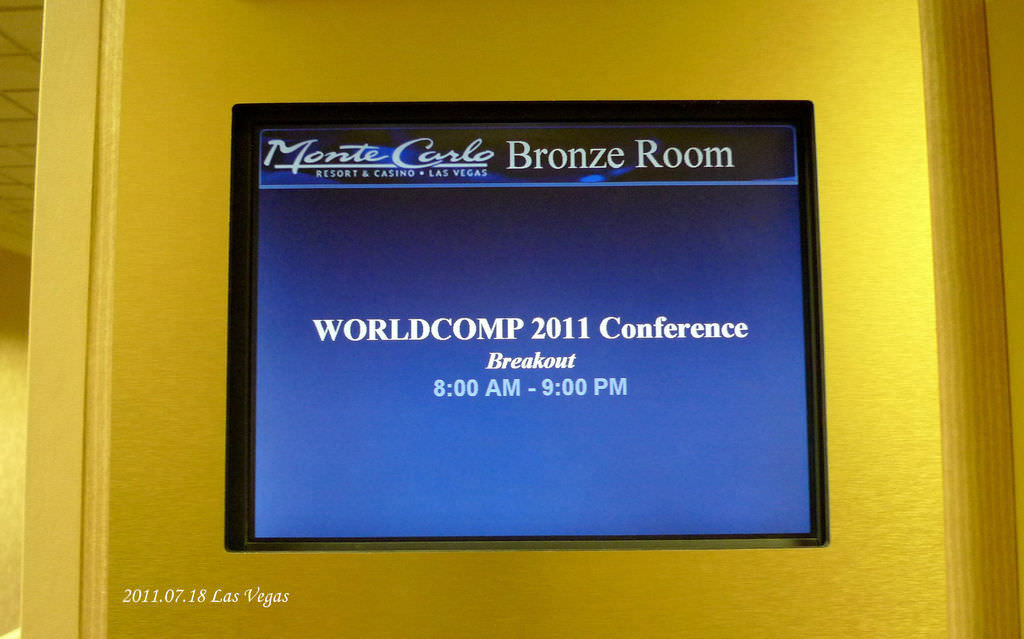 Monte Carlo Bronze Room
RESORT & CASINO • LAS VEGAS
WORLDCOMP 2011 Conference
Breakout
8:00 AM - 9:00 PM
2011.07.18 Las Vegas